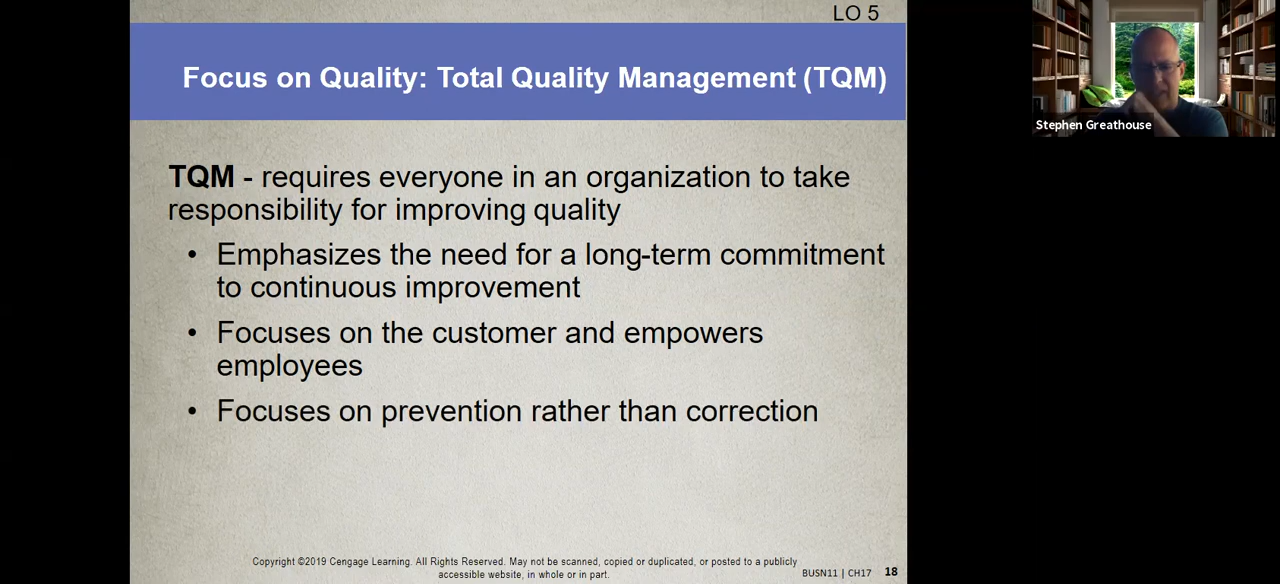 LO 5
Focus on Quality: Total Quality Management (TQM)
Stephen Greathouse
TQM - requires everyone in an organization to take
responsibility for improving quality
• Emphasizes the need for a long-term commitment
to continuous improvement
• Focuses on the customer and empowers
employees
• Focuses on prevention rather than correction
Copyright ©2019 Cengage Learning. All Rights Reserved. May not be scanned, copied or duplicated, or posted to a publicly
accessible website, in whole or in part.
BUSN11 | CH17 18